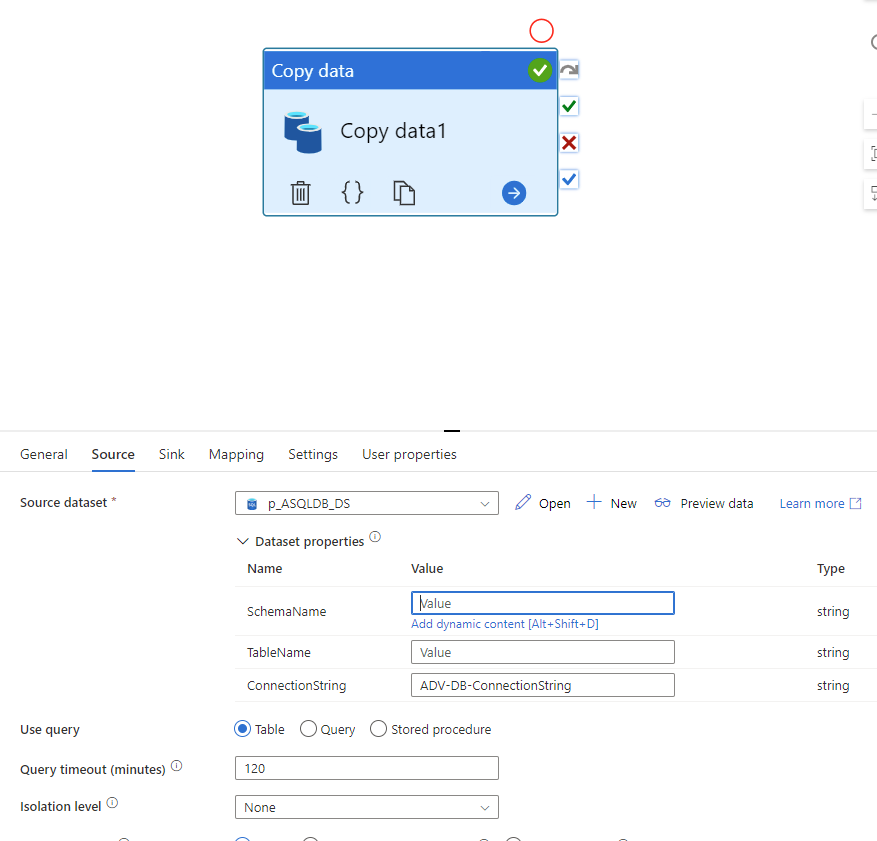 Copy data
Copy data1
General Source Sink Mapping Settings User properties
Source dataset * p_ASQLDB_DS Open New Preview data Learn more
Dataset properties
Name Value Type
SchemaName Value string
Add dynamic content [Alt+Shift+D]
TableName Value string
ConnectionString ADV-DB-ConnectionString string
Use query Table Query Stored procedure
Query timeout (minutes) 120
Isolation level None